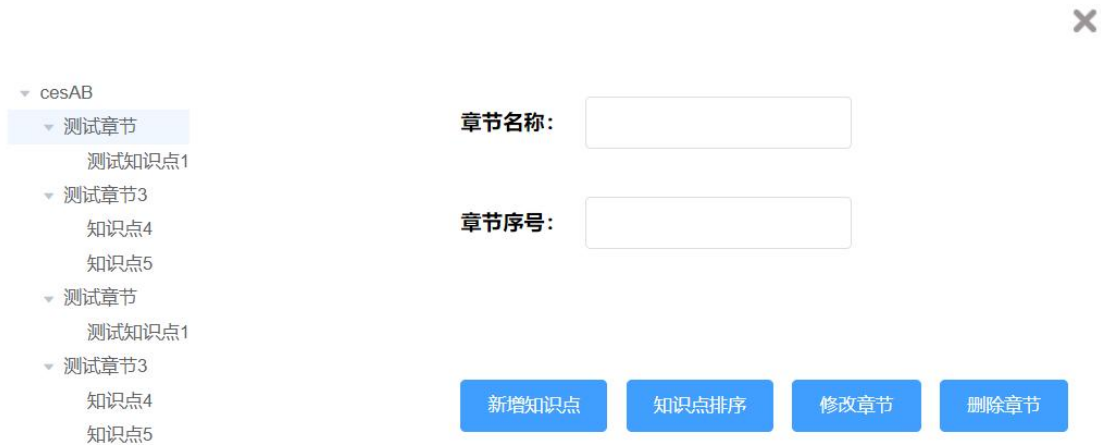 cesAB
测试章节
测试知识点1
测试章节3
知识点4
知识点5
测试章节
测试知识点1
测试章节3
知识点4
知识点5
章节名称：
章节序号：
新增知识点
知识点排序
修改章节
删除章节